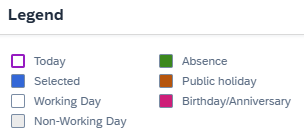 Legend
Today
Selected
Working Day
Non-Working Day
Absence
Public holiday
Birthday/Anniversary